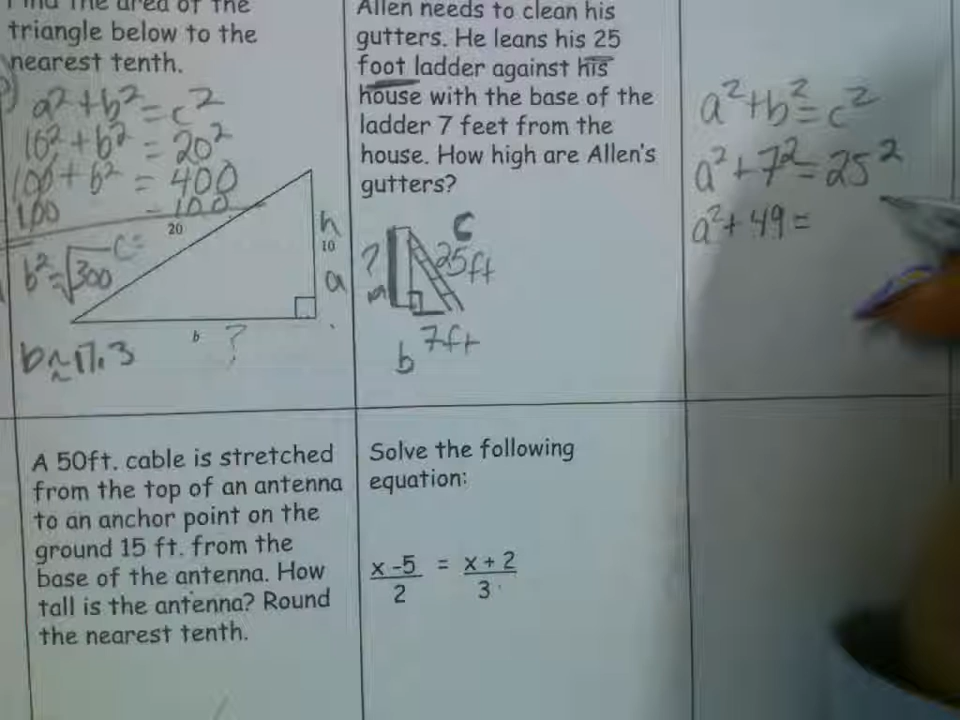 Find the area of the
triangle below to the
nearest tenth.
a² + b² = c²
10² + b² = 20²
100 + b² = 400
100 - 100
b² = √300
c =
20
h
10
a
b ?
b ≈ 17.3
Allen needs to clean his
gutters. He leans his 25
foot ladder against his
house with the base of the
ladder 7 feet from the
house. How high are Allen's
gutters?
c
? 25ft
a
7ft
b
a² + b² = c²
a² + 7² = 25²
a² + 49 =
A 50ft. cable is stretched
from the top of an antenna
to an anchor point on the
ground 15 ft. from the
base of the antenna. How
tall is the antenna? Round
the nearest tenth.
Solve the following
equation:
x - 5 = x + 2
2 3